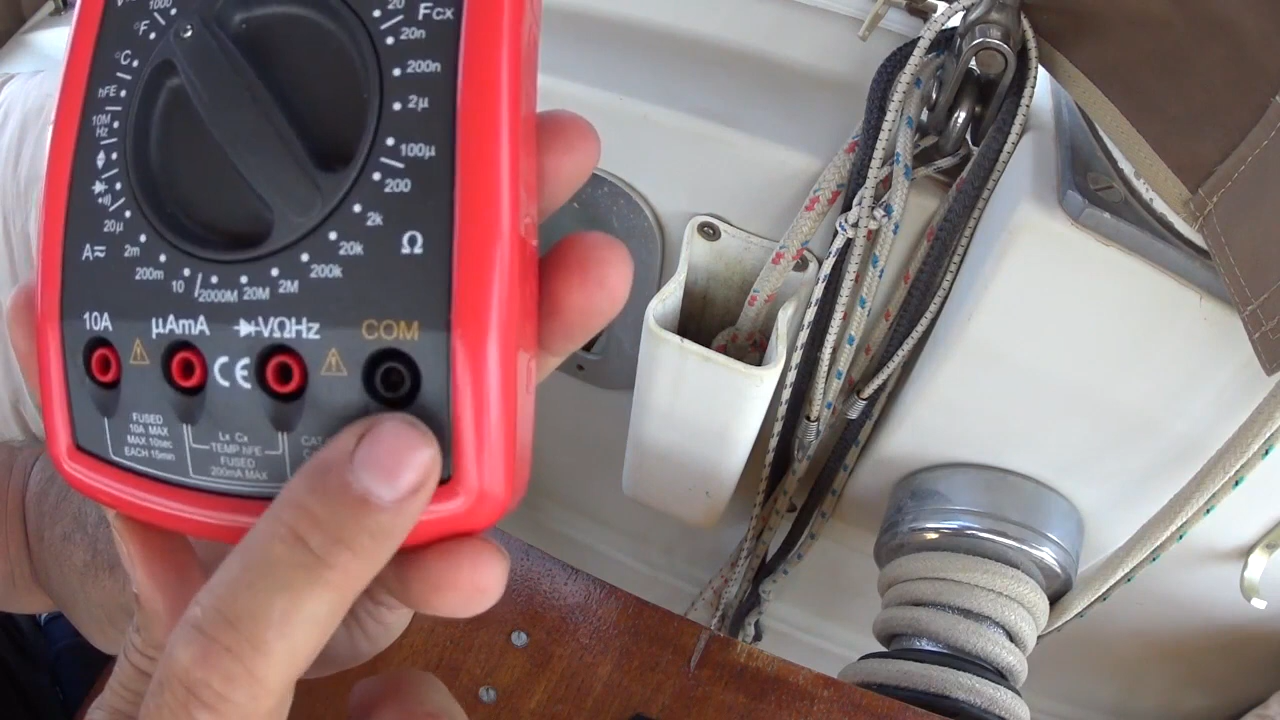 1000
20
°F
FCX
20n
°C
200n
hFE
2μ
10M
Hz
100μ
200
20μ
2k
A
2m
20k
Ω
200m
200k
10
2000M
20M
2M
10A
μAmA
VΩHz
COM
CE
FUSED
10A MAX
MAX 10sec
EACH 15min
Lx Cx
TEMP hFE
FUSED
200mA MAX
CAT